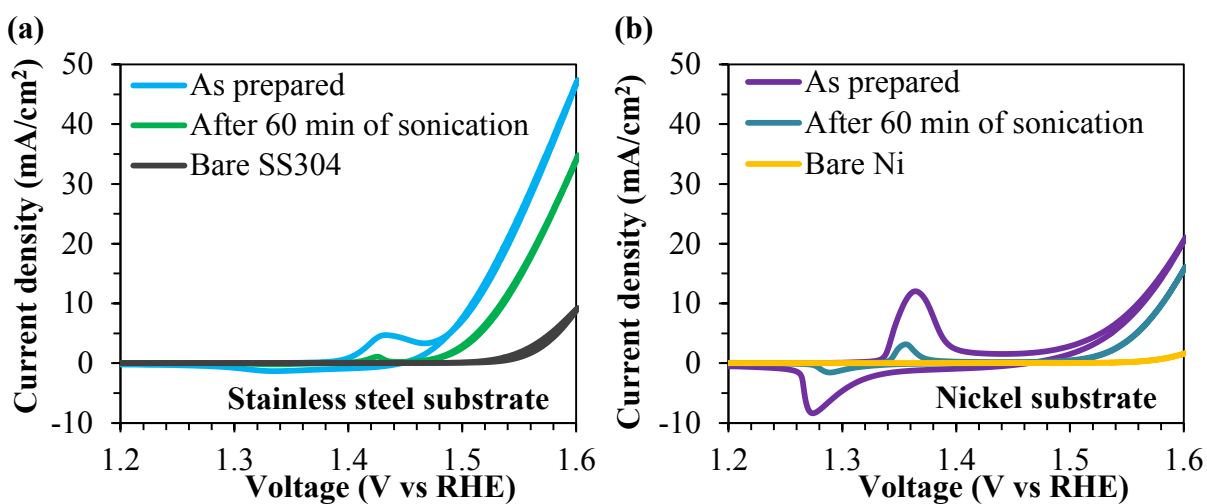 (a)
Current density (mA/cm²)
50
40
30
20
10
0
-10
As prepared
After 60 min of sonication
Bare SS304
Stainless steel substrate
1.2 1.3 1.4 1.5 1.6
Voltage (V vs RHE)
(b)
Current density (mA/cm²)
50
40
30
20
10
0
-10
As prepared
After 60 min of sonication
Bare Ni
Nickel substrate
1.2 1.3 1.4 1.5 1.6
Voltage (V vs RHE)